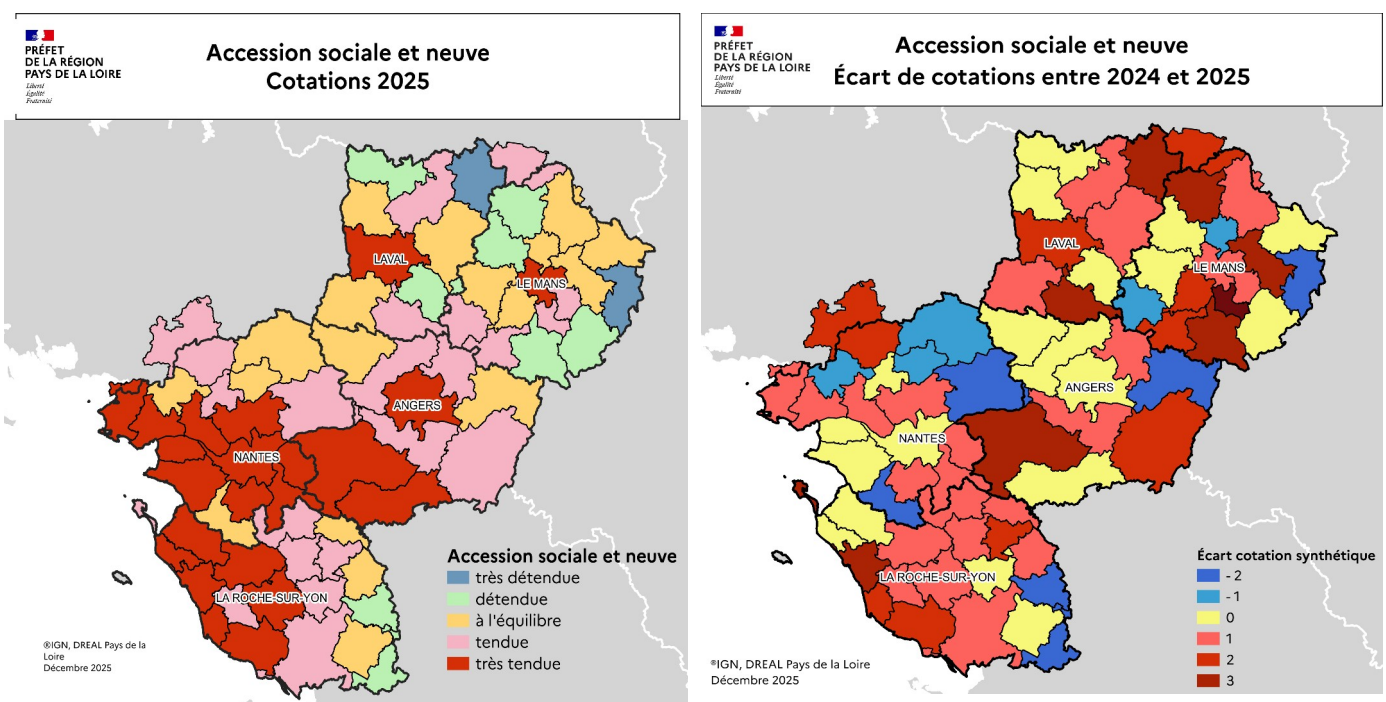 PRÉFET
DE LA RÉGION
PAYS DE LA LOIRE
Liberté
Égalité
Fraternité
Accession sociale et neuve
Cotations 2025
LAVAL
LE MANS
ANGERS
NANTES
LA ROCHE-SUR-YON
Accession sociale et neuve
très détendue
détendue
à l'équilibre
tendue
très tendue
®IGN, DREAL Pays de la
Loire
Décembre 2025
PRÉFET
DE LA RÉGION
PAYS DE LA LOIRE
Liberté
Égalité
Fraternité
Accession sociale et neuve
Écart de cotations entre 2024 et 2025
LAVAL
LE MANS
ANGERS
NANTES
LA ROCHE-SUR-YON
Écart cotation synthétique
- 2
- 1
0
1
2
3
®IGN, DREAL Pays de la Loire
Décembre 2025